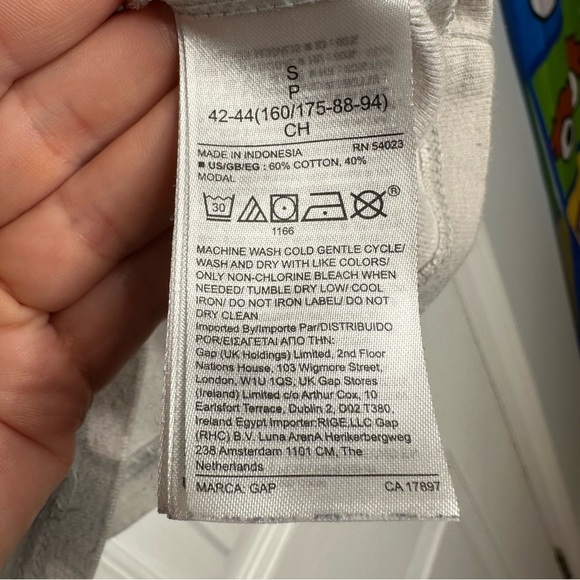 S
P
42-44(160/175-88-94)
CH
MADE IN INDONESIA RN 54023
■ US/GB/EG : 60% COTTON, 40%
MODAL
30
®
1166
MACHINE WASH COLD GENTLE CYCLE/
WASH AND DRY WITH LIKE COLORS/
ONLY NON-CHLORINE BLEACH WHEN
NEEDED/ TUMBLE DRY LOW/ COOL
IRON/ DO NOT IRON LABEL/ DO NOT
DRY CLEAN
Imported By/Importe Par/DISTRIBUIDO
POR/ΕΙΣΑΓΕΤΑΙ ΑΠΟ ΤΗΝ:
Gap (UK Holdings) Limited, 2nd Floor
Nations House, 103 Wigmore Street,
London, W1U 1QS, UK Gap Stores
(Ireland) Limited c/o Arthur Cox, 10
Earlsfort Terrace, Dublin 2, D02 T380,
Ireland Egypt Importer:RIGE,LLC Gap
(RHC) B.V. Luna ArenA Herikerbergweg
238 Amsterdam 1101 CM, The
Netherlands
MARCA: GAP CA 17897